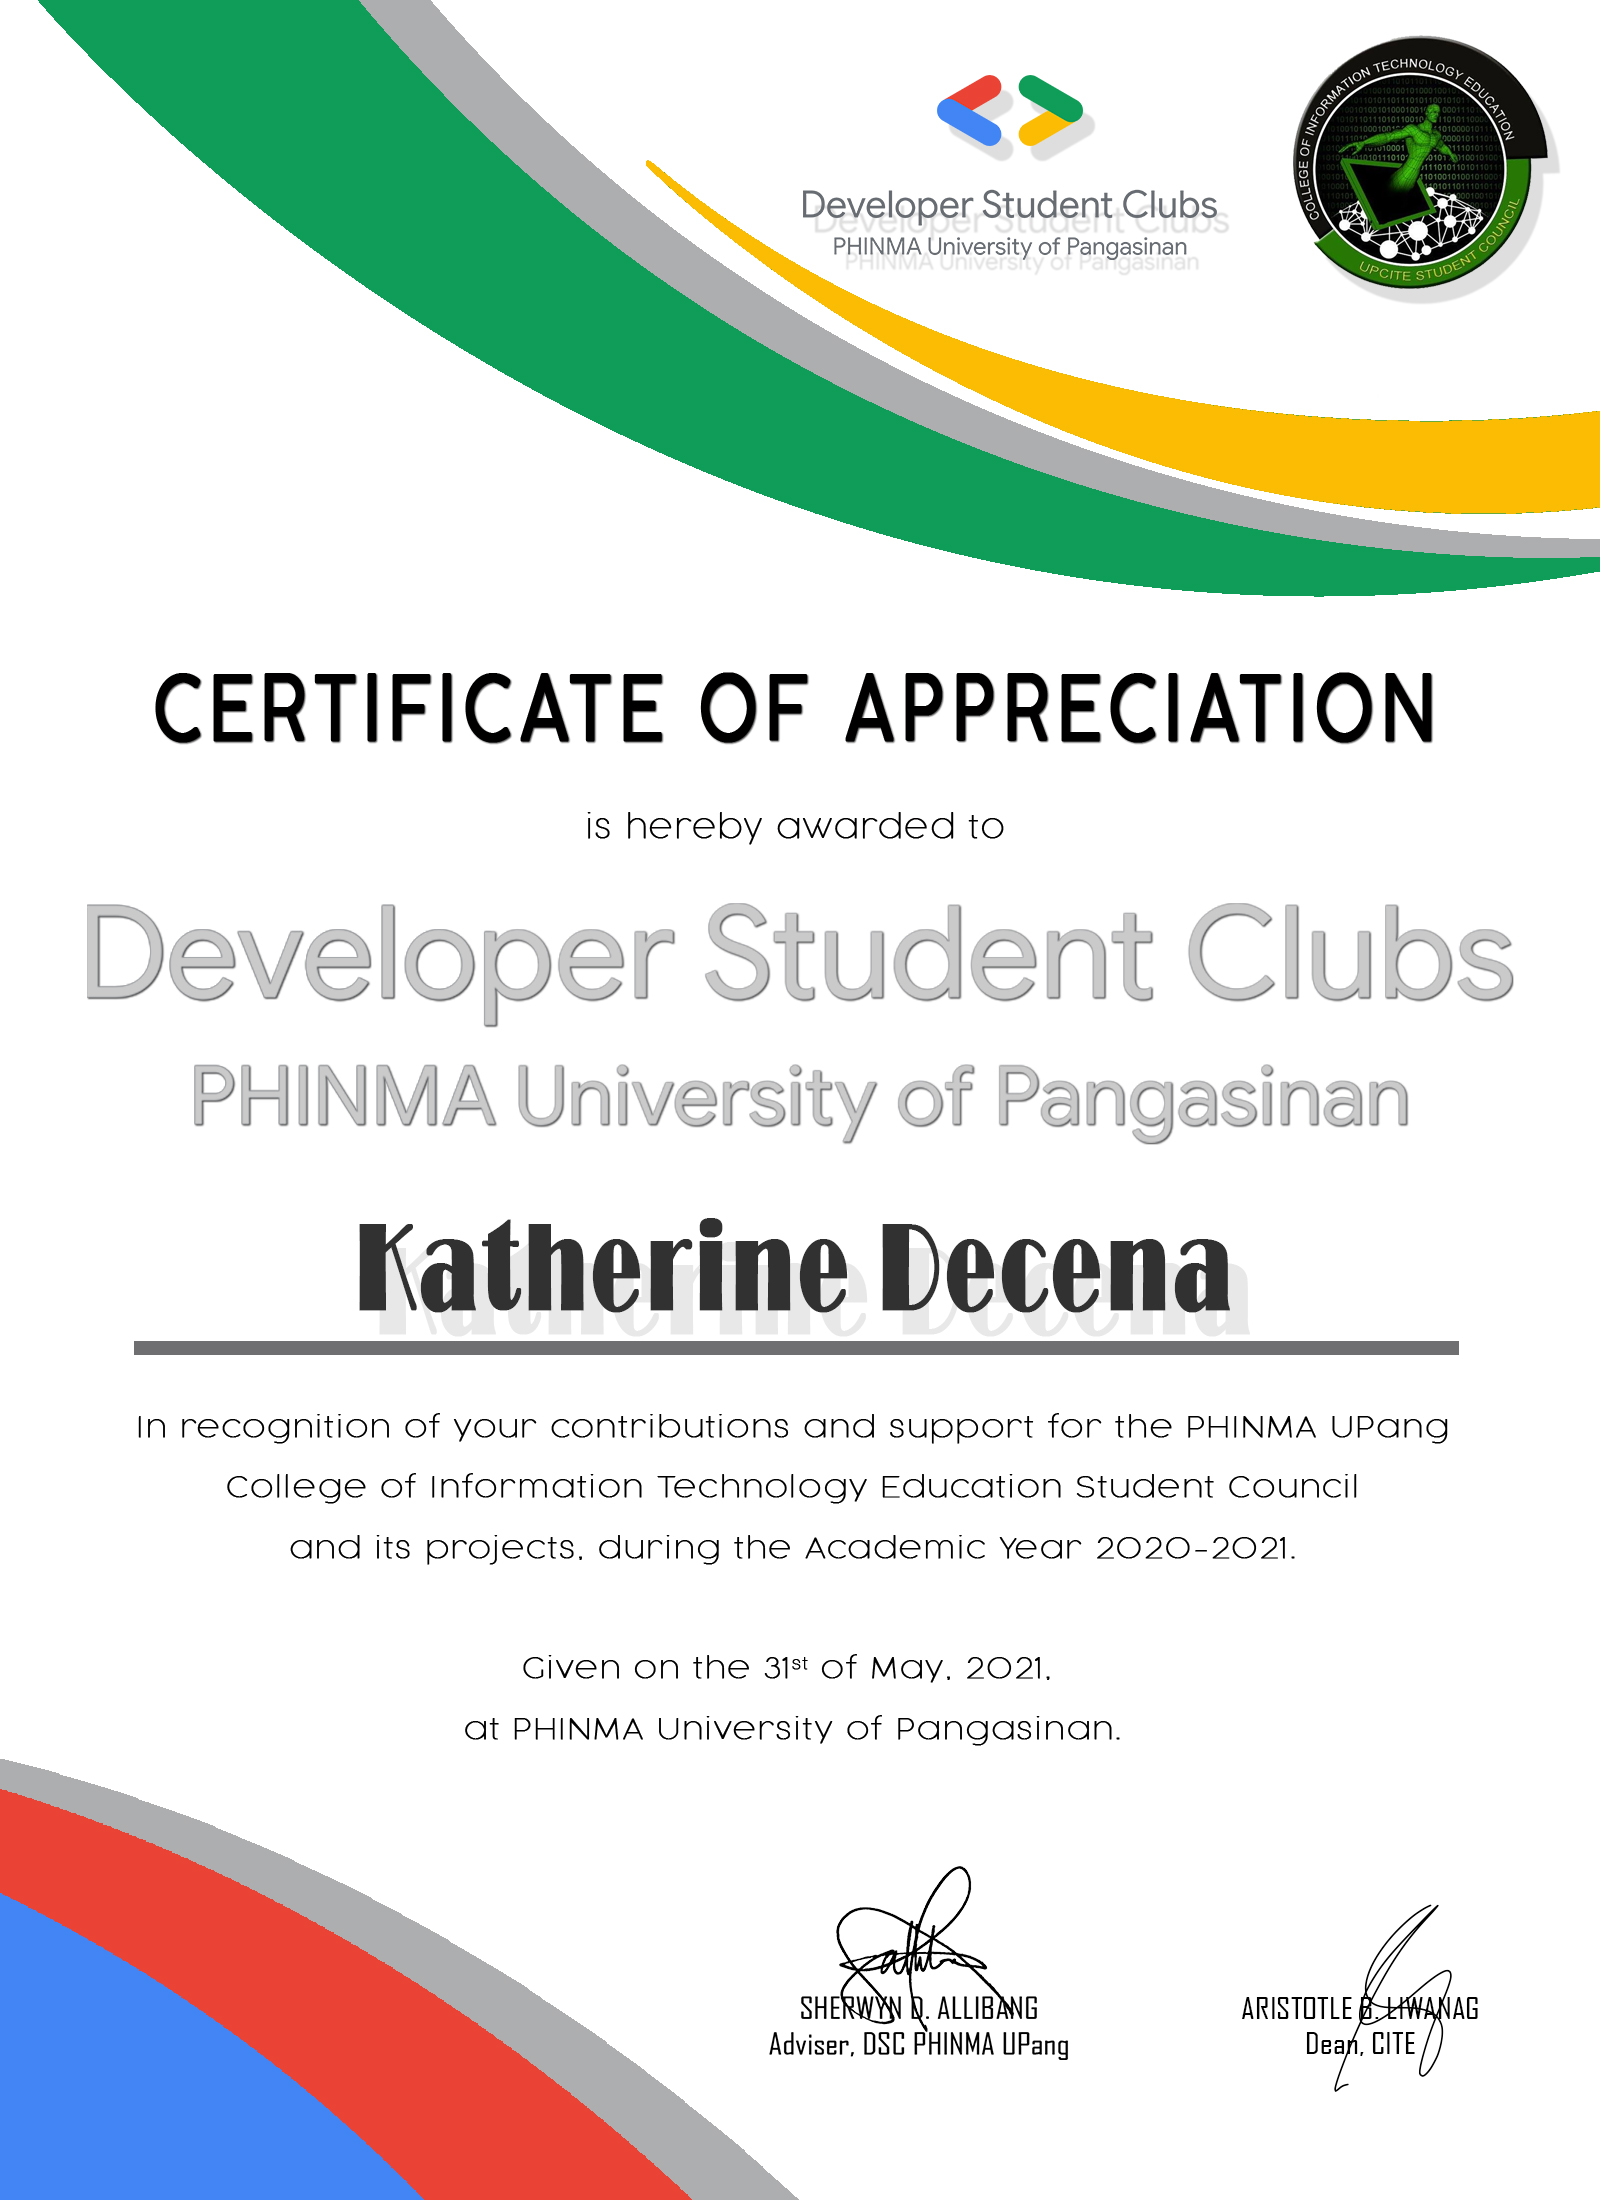 Developer Student Clubs
PHINMA University of Pangasinan
COLLEGE OF INFORMATION TECHNOLOGY EDUCATION
UPCITE STUDENT COUNCIL
CERTIFICATE OF APPRECIATION
is hereby awarded to
Developer Student Clubs
PHINMA University of Pangasinan
Katherine Decena
In recognition of your contributions and support for the PHINMA UPang
College of Information Technology Education Student Council
and its projects, during the Academic Year 2020-2021.
Given on the 31st of May, 2021,
at PHINMA University of Pangasinan.
SHERWYN D. ALLIBANG
Adviser, DSC PHINMA UPang
ARISTOTLE B. LIWANAG
Dean, CITE